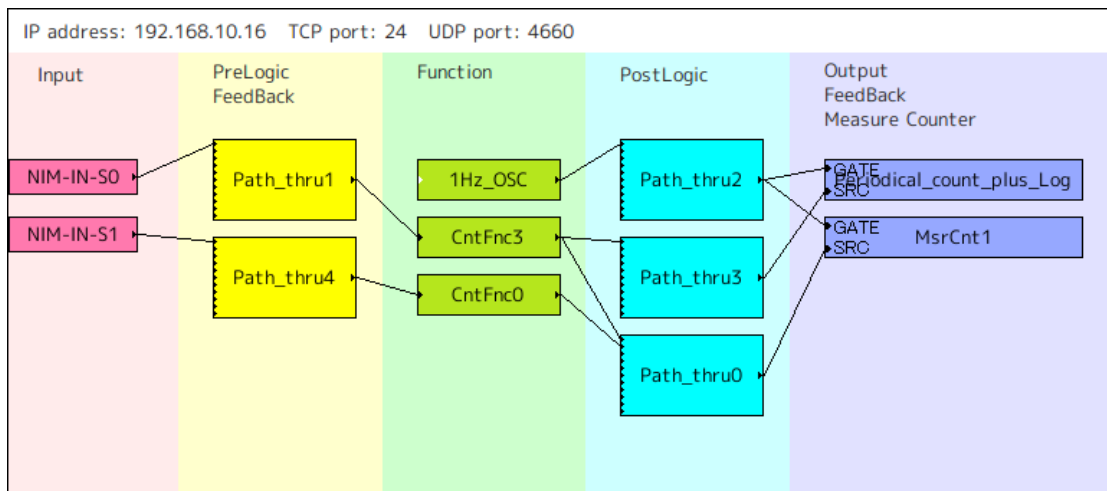 IP address: 192.168.10.16 TCP port: 24 UDP port: 4660
Input
PreLogic
FeedBack
Function
PostLogic
Output
FeedBack
Measure Counter
NIM-IN-S0
NIM-IN-S1
Path_thru1
Path_thru4
1Hz_OSC
CntFnc3
CntFnc0
Path_thru2
Path_thru3
Path_thru0
GATE
Periodical_count_plus_Log
SRC
GATE
MsrCnt1
SRC